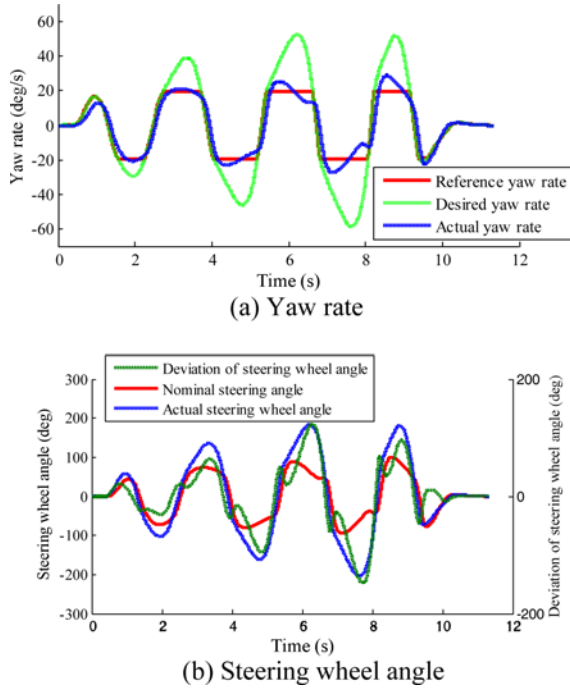 60
40
20
0
-20
-40
-60
Yaw rate (deg/s)
Reference yaw rate
Desired yaw rate
Actual yaw rate
0 2 4 6 8 10 12
Time (s)
(a) Yaw rate
Deviation of steering wheel angle
Nominal steering angle
Actual steering wheel angle
300
200
100
0
-100
-200
-300
Steering wheel angle (deg)
200
0
-200
Deviation of steering wheel angle (deg)
0 2 4 6 8 10 12
Time (s)
(b) Steering wheel angle